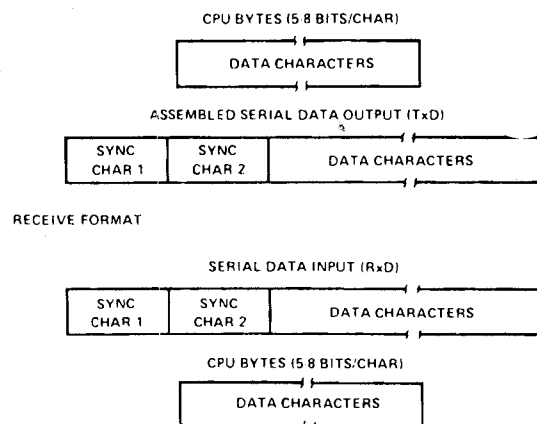 CPU BYTES (5-8 BITS/CHAR)
DATA CHARACTERS
ASSEMBLED SERIAL DATA OUTPUT (TxD)
SYNC CHAR 1
SYNC CHAR 2
DATA CHARACTERS
RECEIVE FORMAT
SERIAL DATA INPUT (RxD)
SYNC CHAR 1
SYNC CHAR 2
DATA CHARACTERS
CPU BYTES (5-8 BITS/CHAR)
DATA CHARACTERS